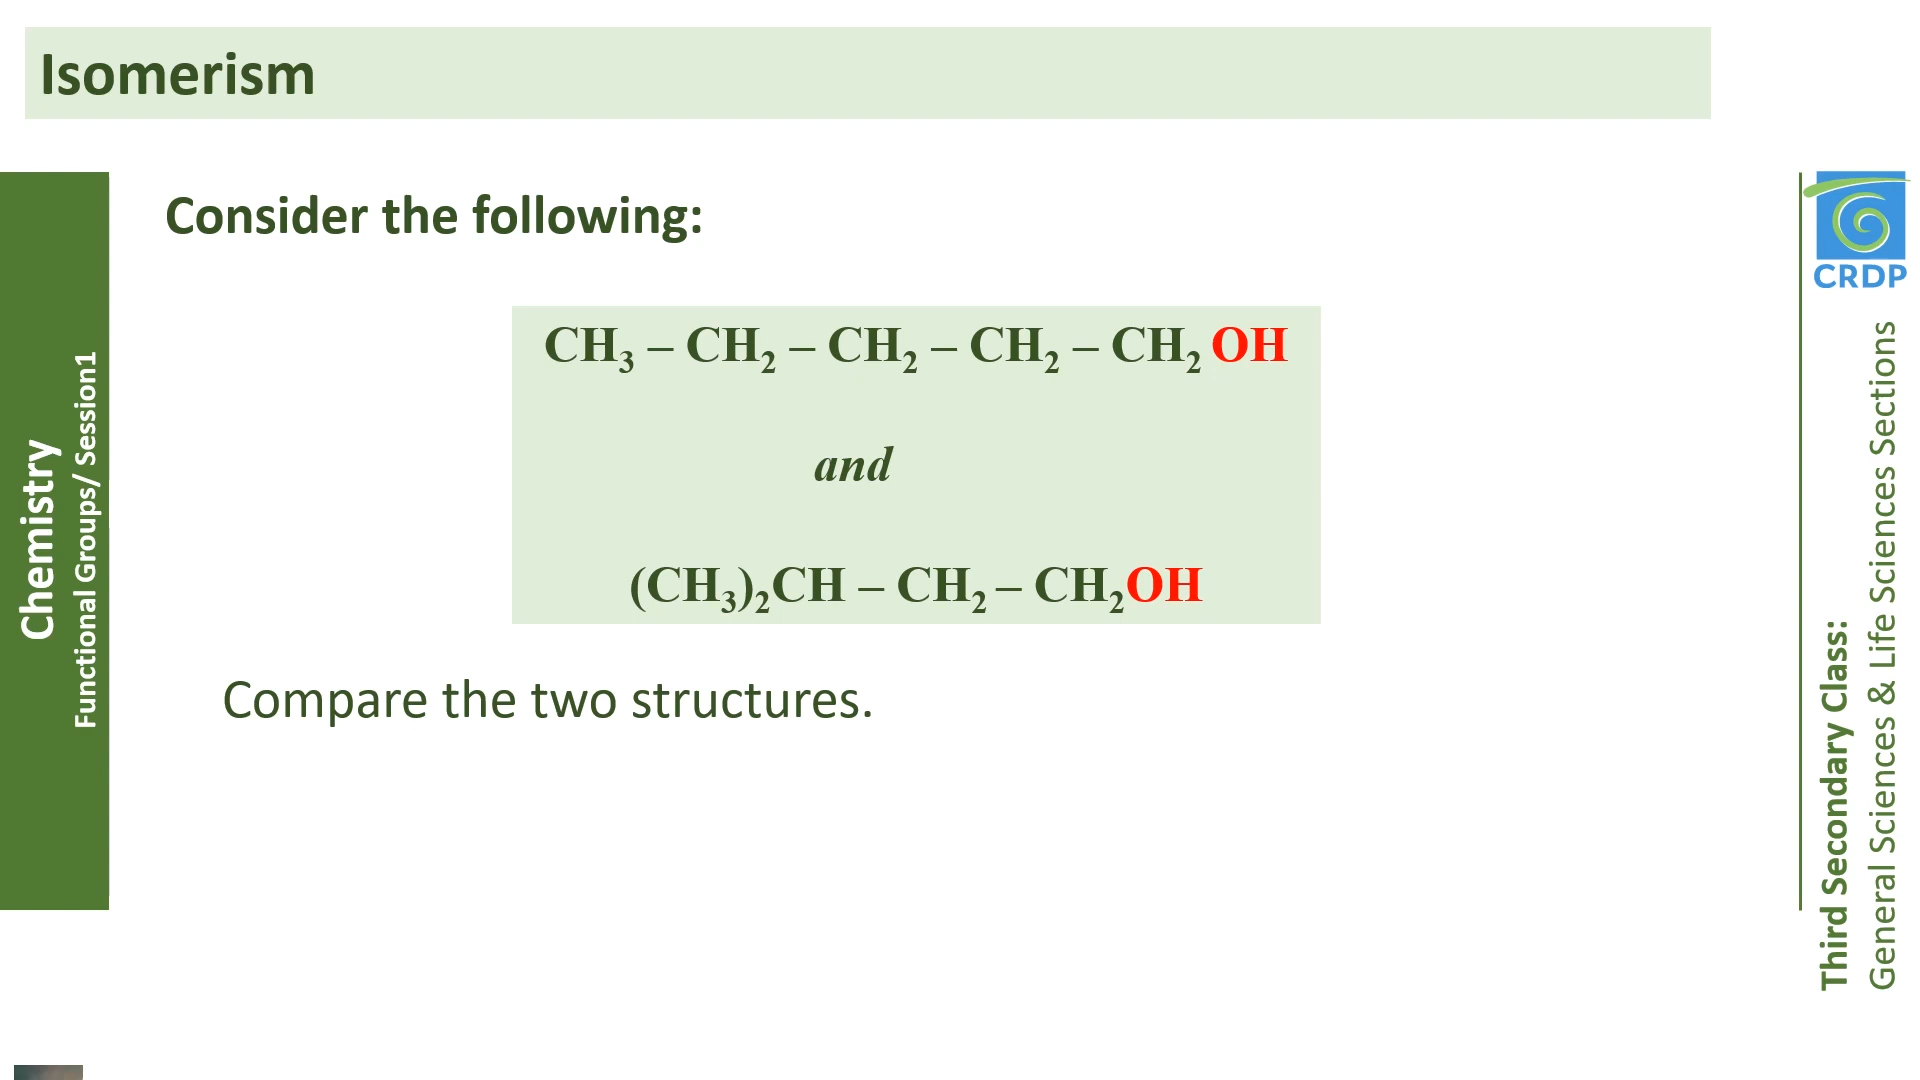 Isomerism
Chemistry
Functional Groups/ Session1
Consider the following:
CH₃ – CH₂ – CH₂ – CH₂ – CH₂ OH
and
(CH₃)₂CH – CH₂ – CH₂OH
Compare the two structures.
CRDP
Third Secondary Class:
General Sciences & Life Sciences Sections